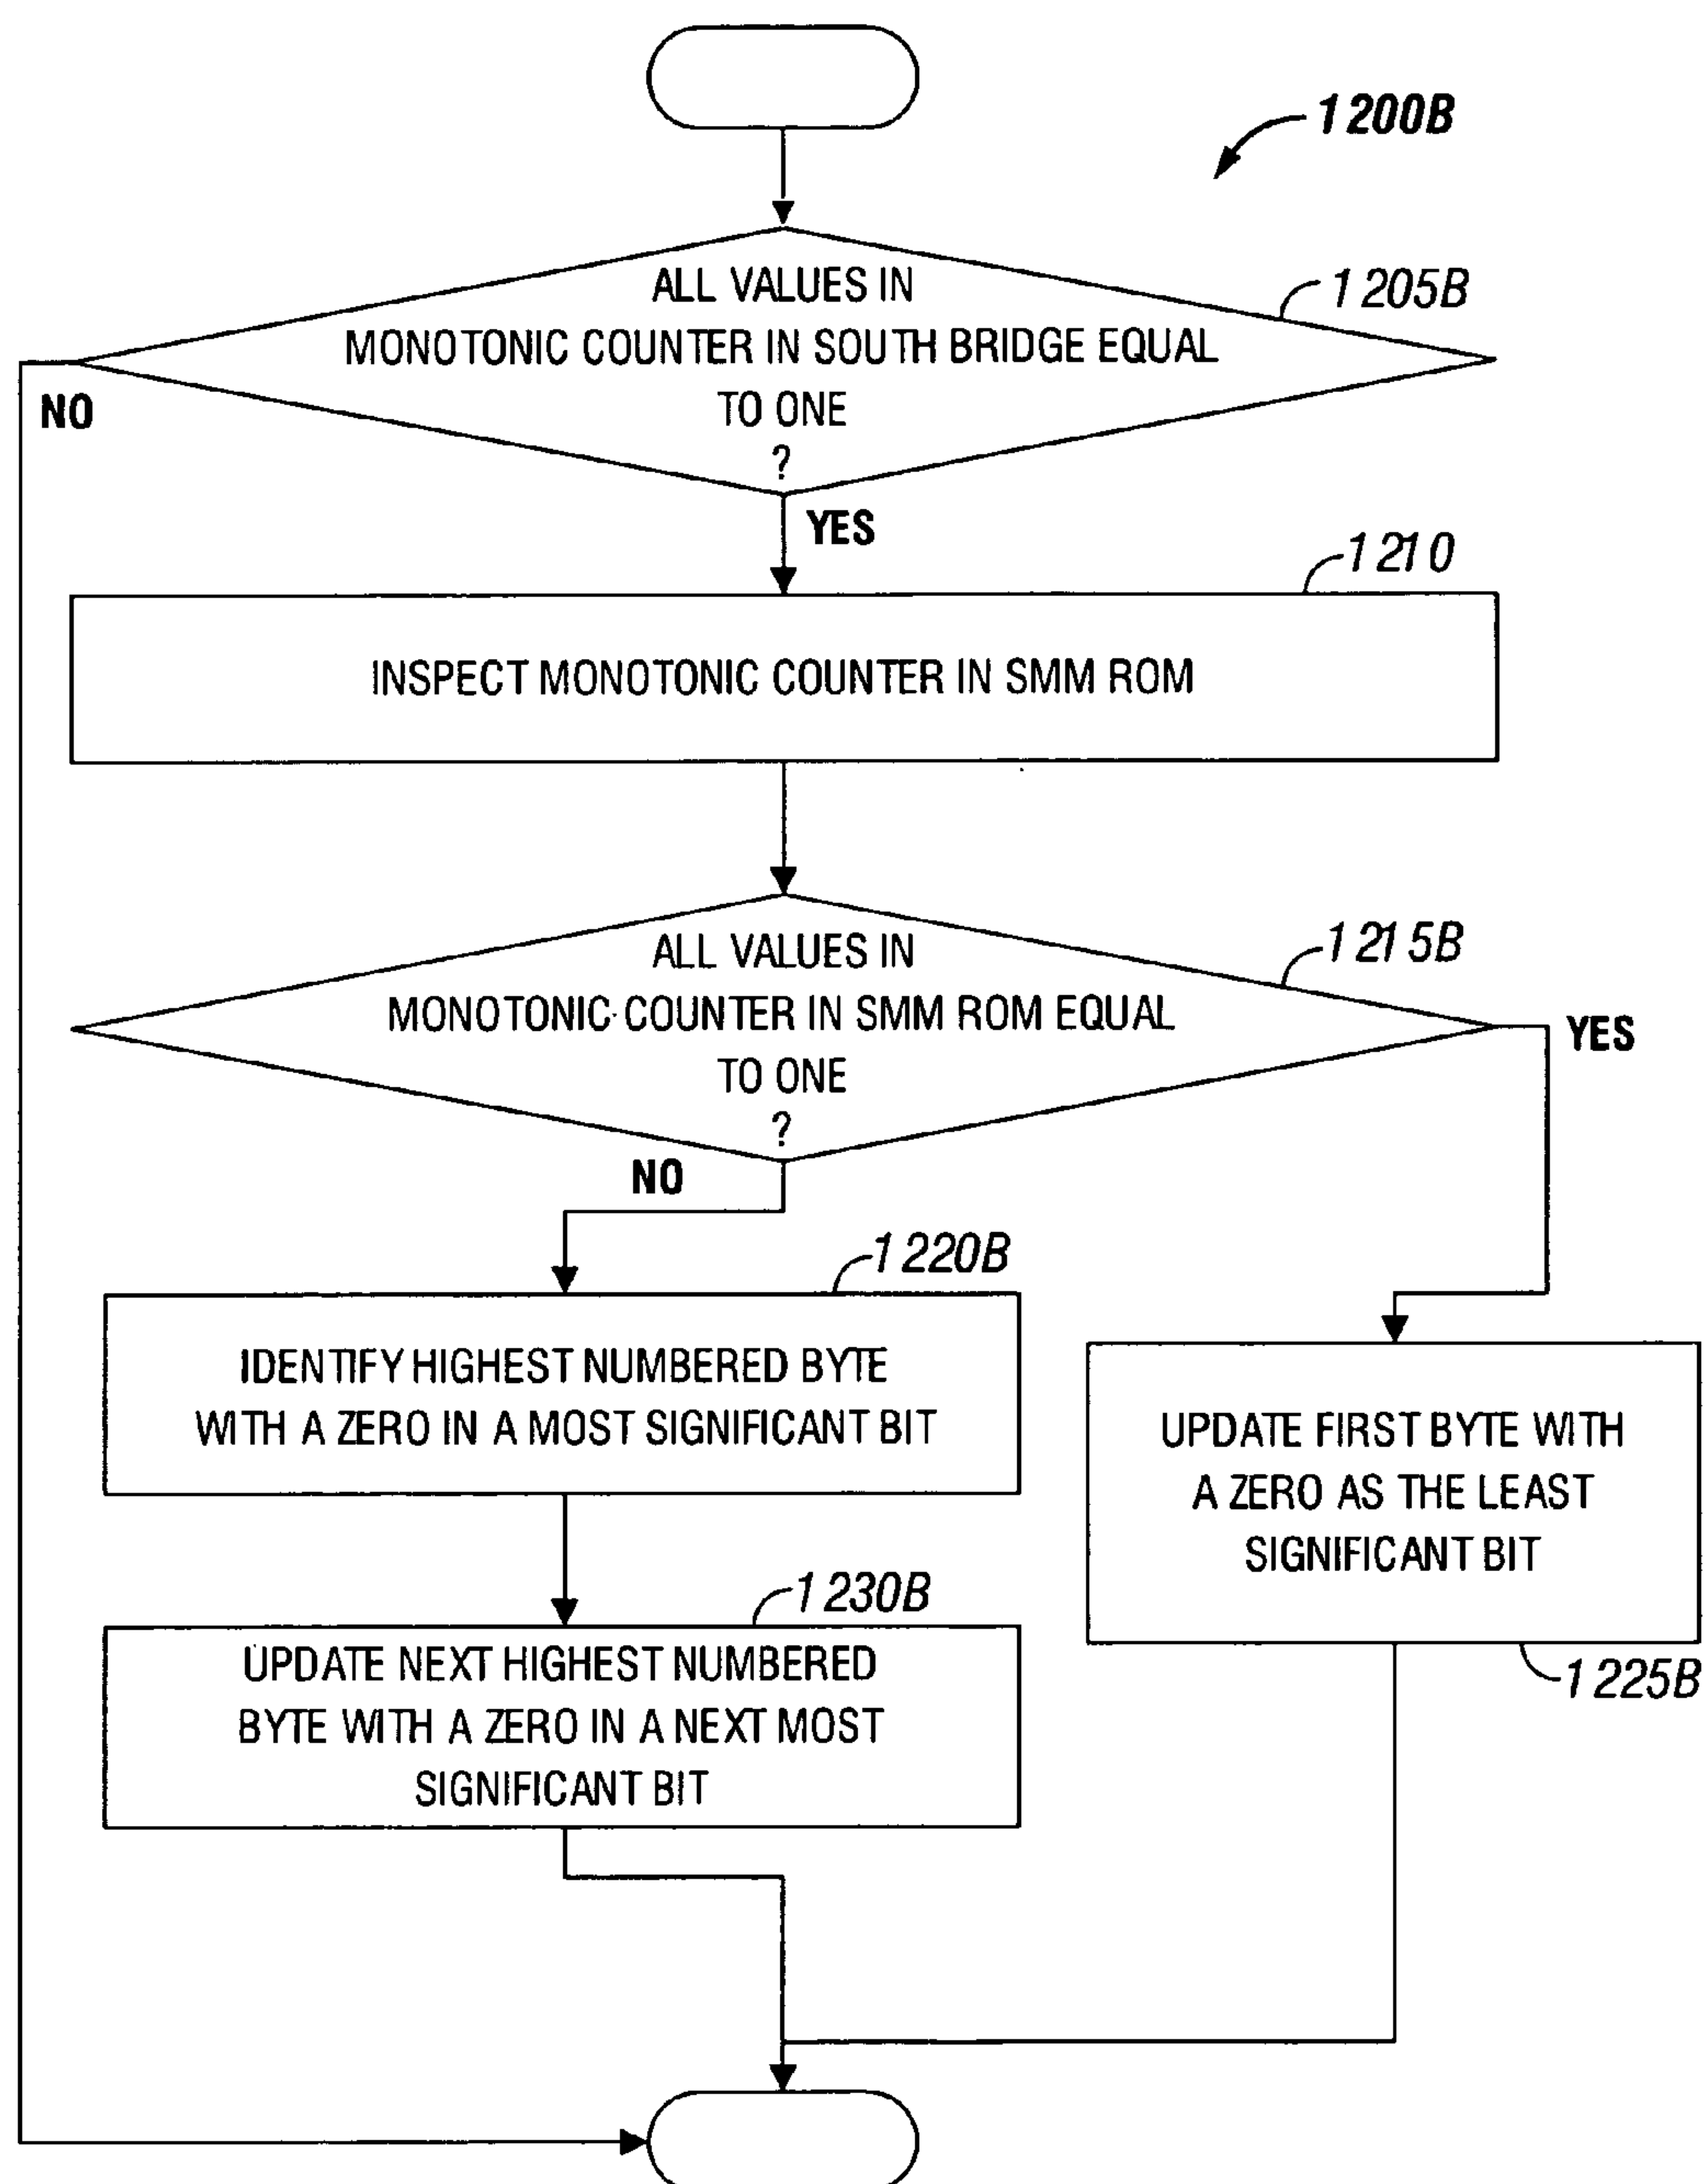 1200B
ALL VALUES IN
MONOTONIC COUNTER IN SOUTH BRIDGE EQUAL
TO ONE
?
1205B
NO
YES
1210
INSPECT MONOTONIC COUNTER IN SMM ROM
ALL VALUES IN
MONOTONIC COUNTER IN SMM ROM EQUAL
TO ONE
?
1215B
YES
NO
1220B
IDENTIFY HIGHEST NUMBERED BYTE
WITH A ZERO IN A MOST SIGNIFICANT BIT
UPDATE FIRST BYTE WITH
A ZERO AS THE LEAST
SIGNIFICANT BIT
1225B
1230B
UPDATE NEXT HIGHEST NUMBERED
BYTE WITH A ZERO IN A NEXT MOST
SIGNIFICANT BIT